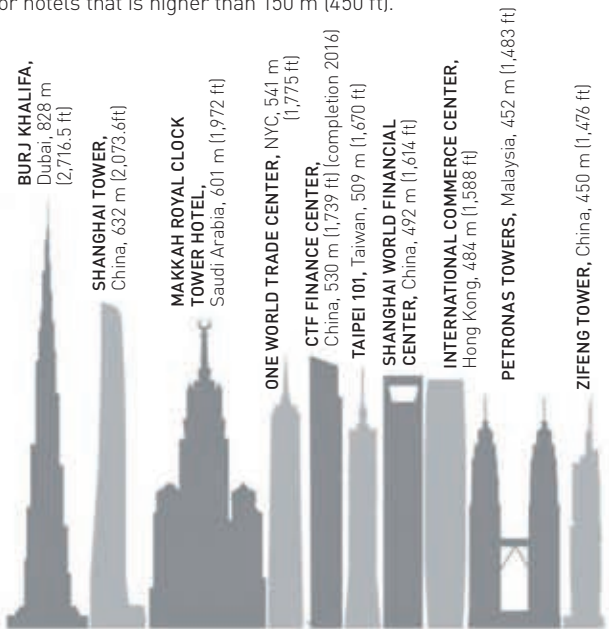 or hotels that is higher than 150 m (450 ft).
BURJ KHALIFA,
Dubai, 828 m
(2,716.5 ft)
SHANGHAI TOWER,
China, 632 m (2,073.6ft)
MAKKAH ROYAL CLOCK
TOWER HOTEL,
Saudi Arabia, 601 m (1,972 ft)
ONE WORLD TRADE CENTER, NYC, 541 m
(1,775 ft)
CTF FINANCE CENTER,
China, 530 m (1,739 ft) (completion 2016)
TAIPEI 101, Taiwan, 509 m (1,670 ft)
SHANGHAI WORLD FINANCIAL
CENTER, China, 492 m (1,614 ft)
INTERNATIONAL COMMERCE CENTER,
Hong Kong, 484 m (1,588 ft)
PETRONAS TOWERS, Malaysia, 452 m (1,483 ft)
ZIFENG TOWER, China, 450 m (1,476 ft)